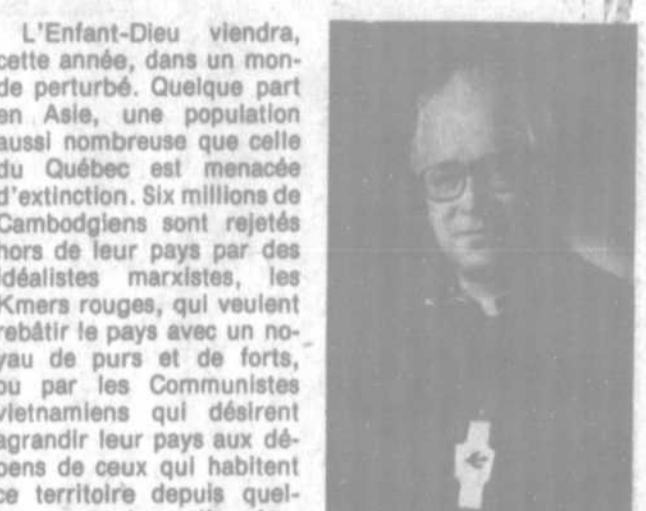 L'Enfant-Dieu viendra,
cette année, dans un mon-
de perturbé. Quelque part
en Asie, une population
aussi nombreuse que celle
du Québec est menacée
d'extinction. Six millions de
Cambodgiens sont rejetés
hors de leur pays par des
idéalistes marxistes, les
Kmers rouges, qui veulent
rebâtir le pays avec un no-
yau de purs et de forts,
ou par les Communistes
vietnamiens qui désirent
agrandir leur pays aux dé-
pens de ceux qui habitent
ce territoire depuis quel-